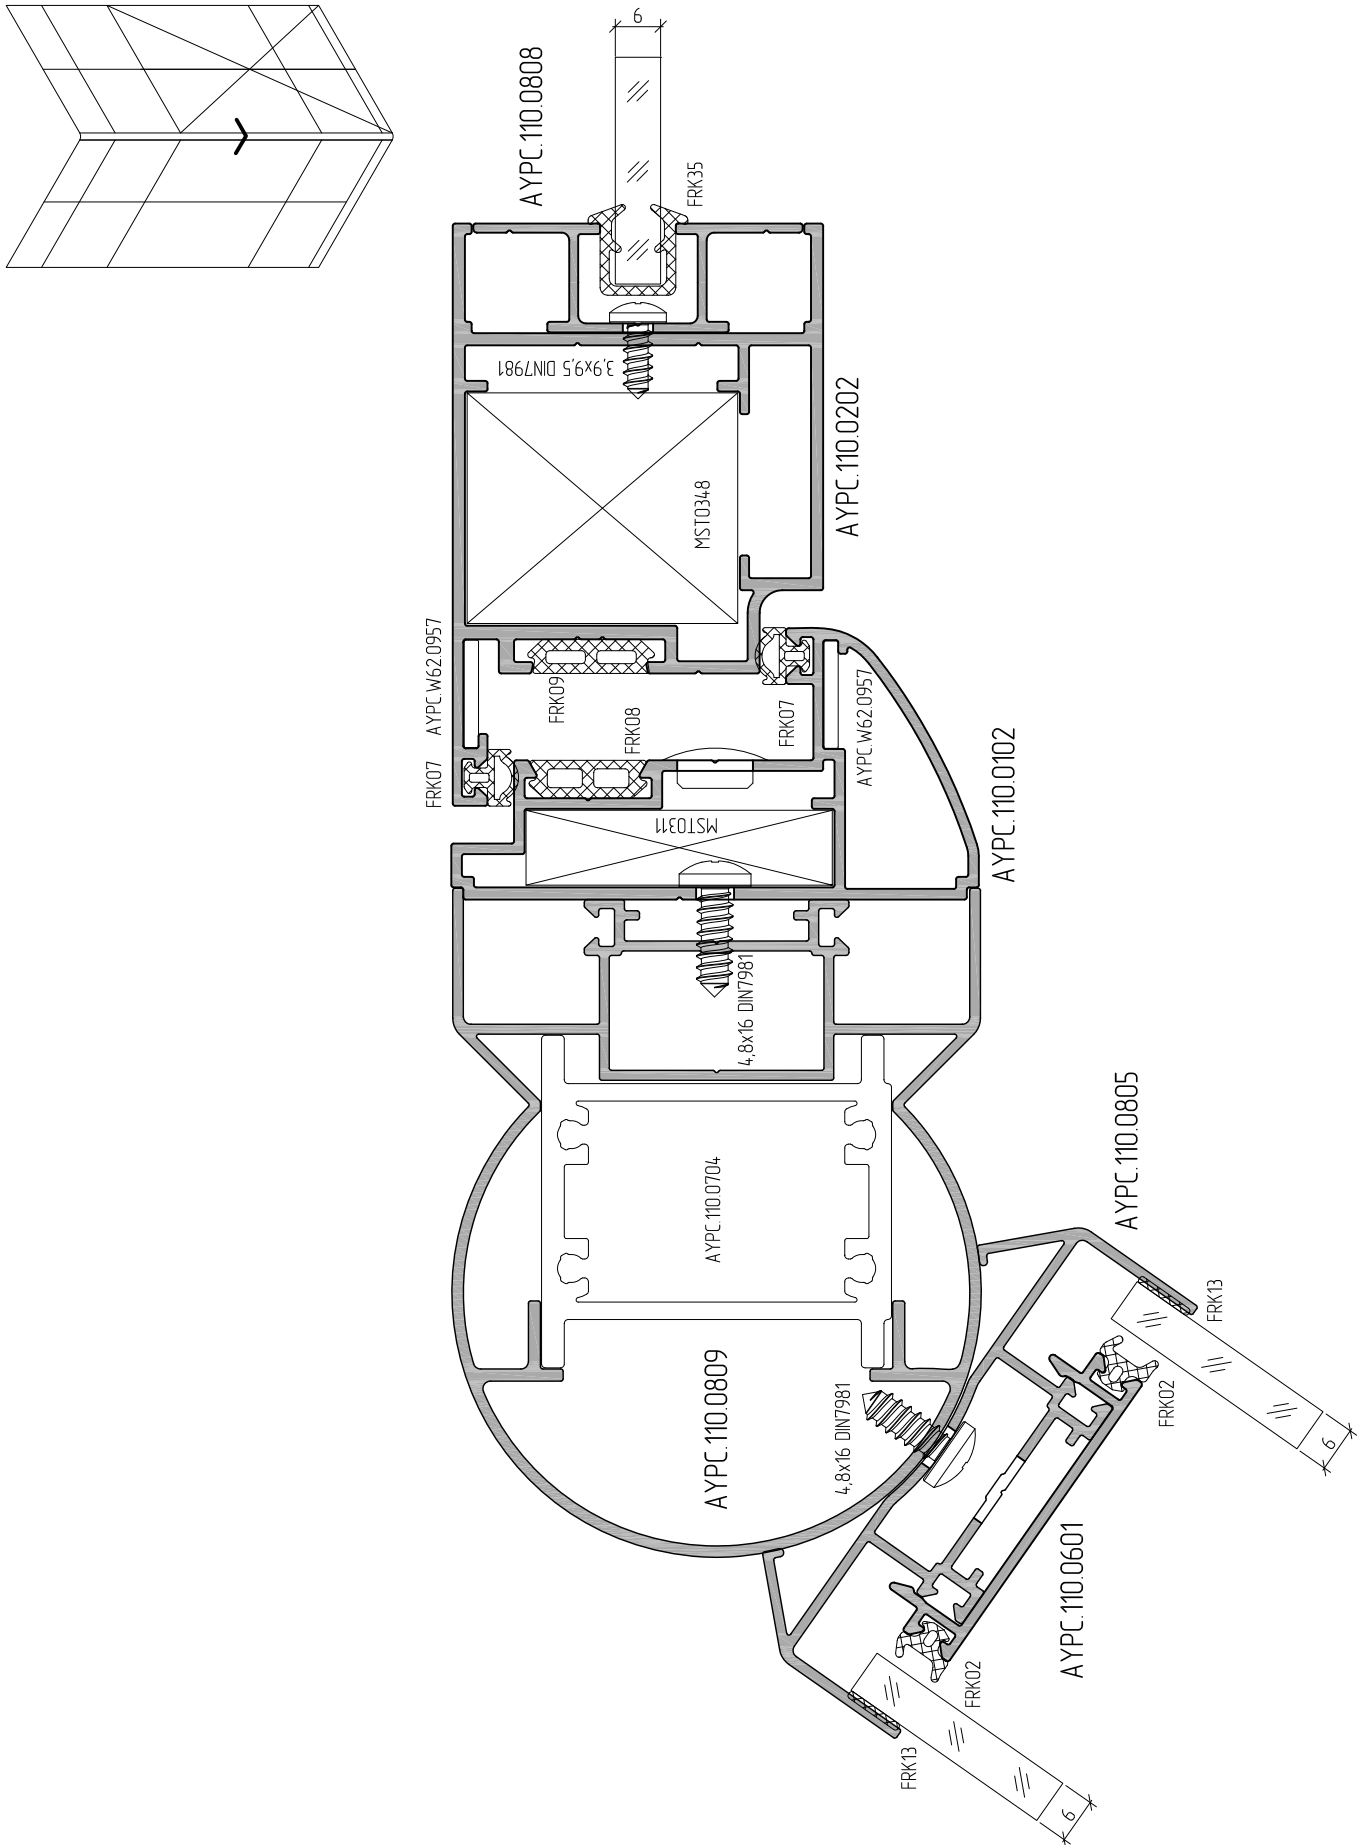 6
AYPC.110.0808
FRK35
3,9x9,5 DIN7981
AYPC.110.0202
MST0348
AYPC.W62.0957
FRK07
FRK09
FRK08
FRK07
AYPC.W62.0957
MST0311
AYPC.110.0102
4,8x16 DIN7981
AYPC.110.0805
AYPC.110.0704
FRK13
AYPC.110.0809
4,8x16 DIN7981
FRK02
6
AYPC.110.0601
FRK02
FRK13
6